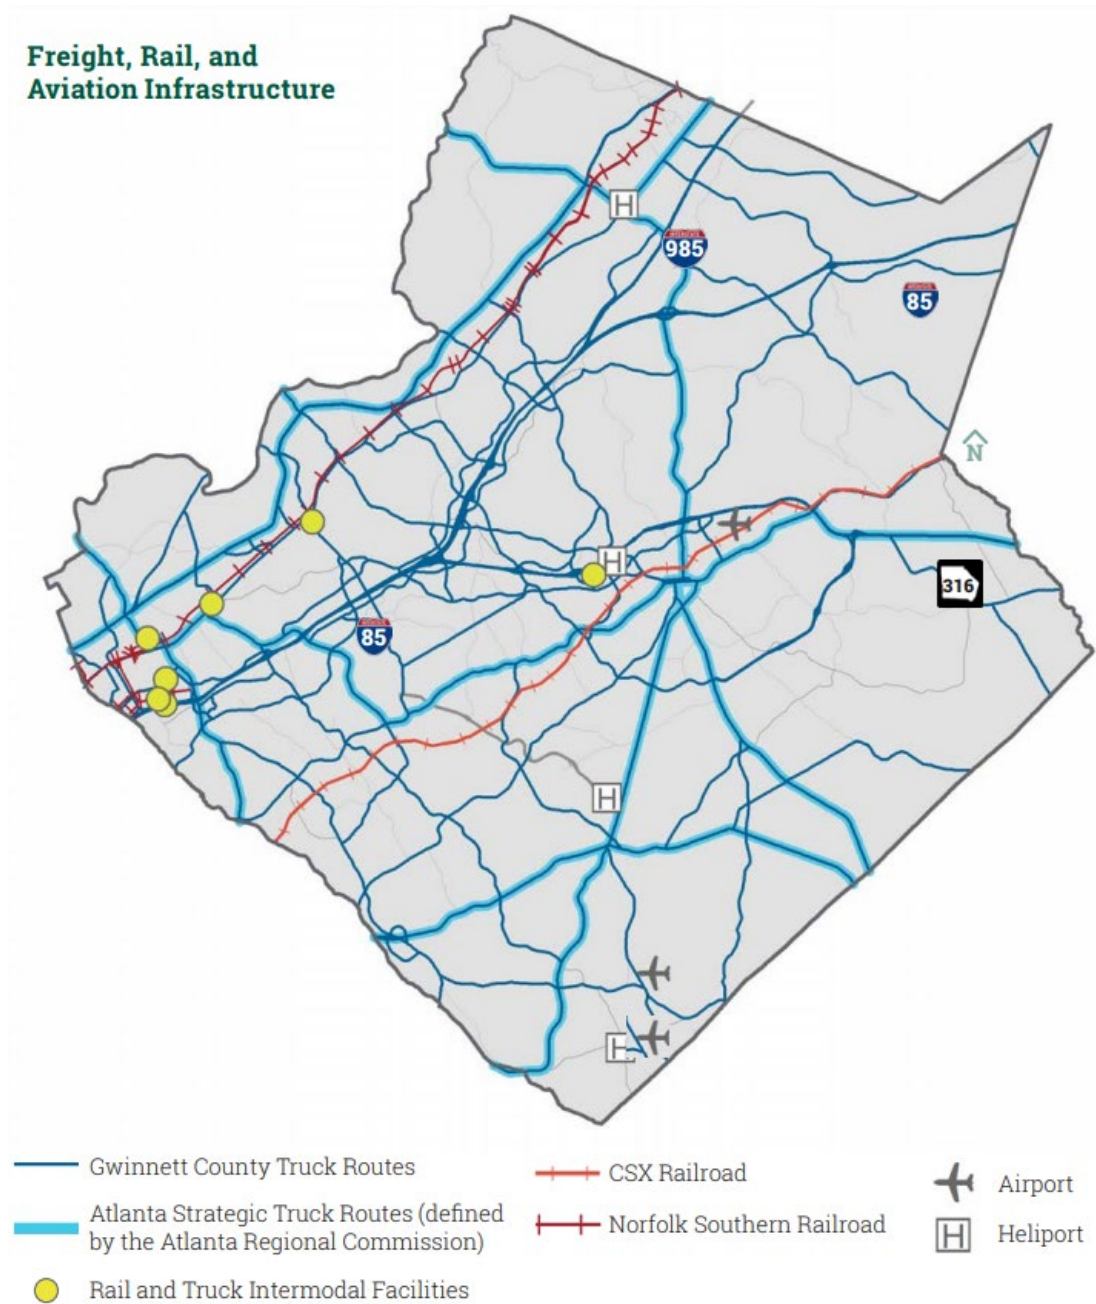 Freight, Rail, and
Aviation Infrastructure
H
985
85
N
H
316
85
H
H
Gwinnett County Truck Routes
Atlanta Strategic Truck Routes (defined
by the Atlanta Regional Commission)
Rail and Truck Intermodal Facilities
CSX Railroad
Norfolk Southern Railroad
Airport
H
Heliport